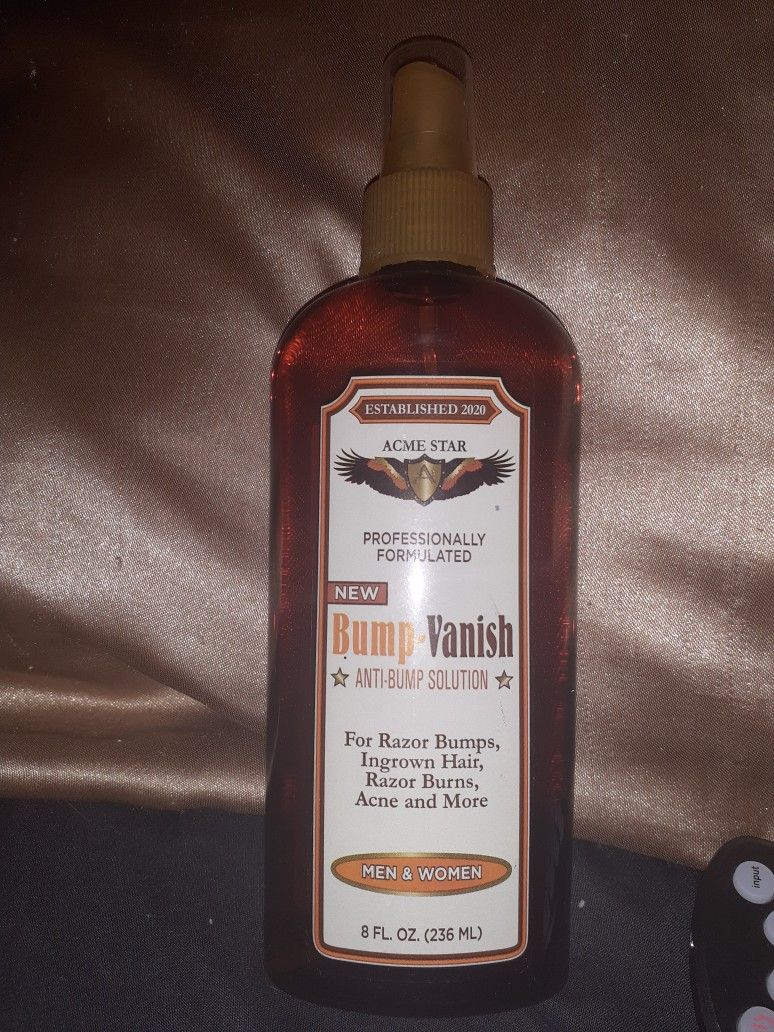 ESTABLISHED 2020
ACME STAR
PROFESSIONALLY
FORMULATED
NEW
Bump-Vanish
ANTI-BUMP SOLUTION
For Razor Bumps,
Ingrown Hair,
Razor Burns,
Acne and More
MEN & WOMEN
8 FL. OZ. (236 ML)
input